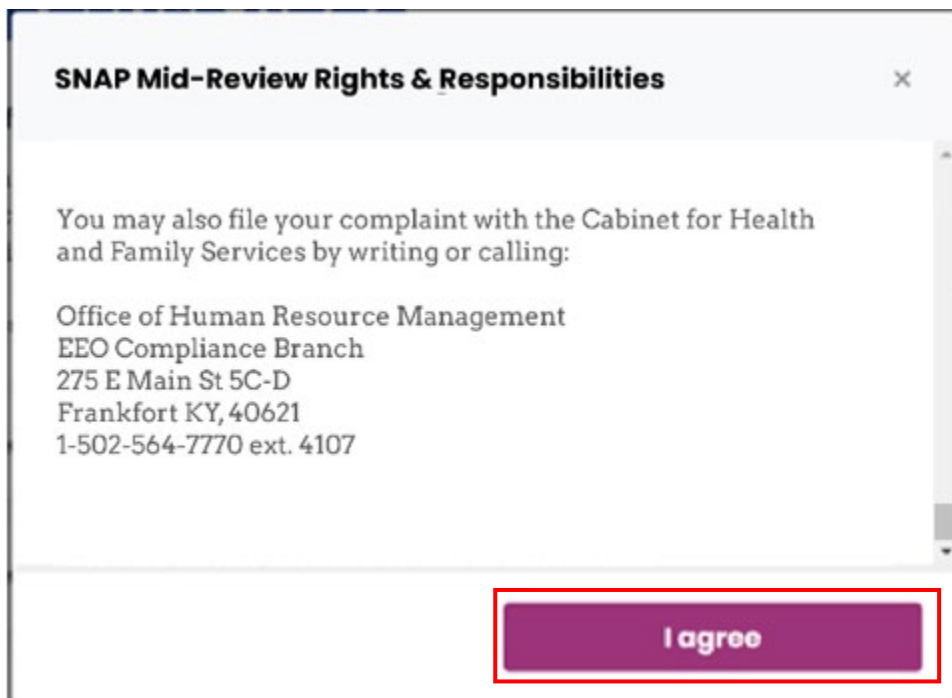 SNAP Mid-Review Rights & Responsibilities
You may also file your complaint with the Cabinet for Health
and Family Services by writing or calling:
Office of Human Resource Management
EEO Compliance Branch
275 E Main St 5C-D
Frankfort KY, 40621
1-502-564-7770 ext. 4107
I agree